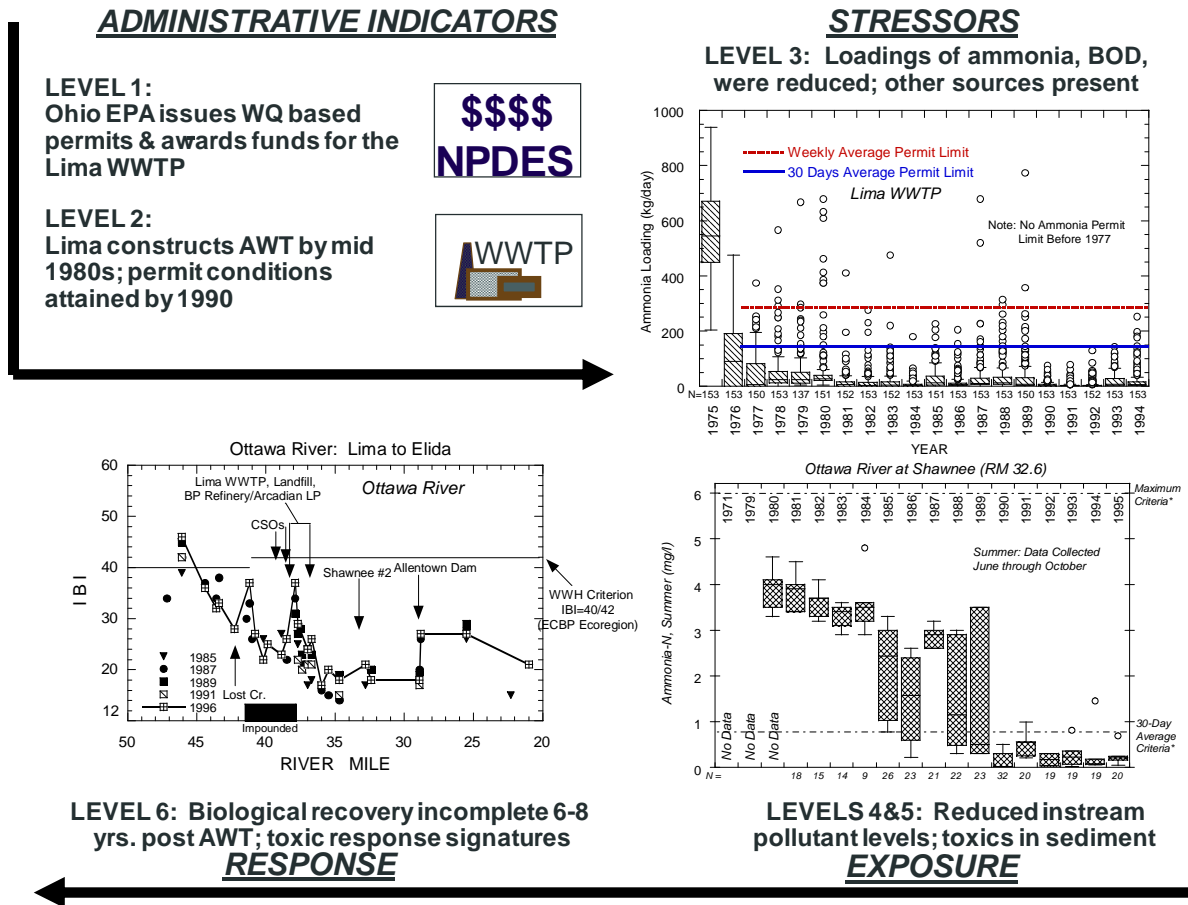 ADMINISTRATIVE INDICATORS
LEVEL 1:
Ohio EPA issues WQ based
permits & awards funds for the
Lima WWTP
$$$$
NPDES
LEVEL 2:
Lima constructs AWT by mid
1980s; permit conditions
attained by 1990
WWTP
STRESSORS
LEVEL 3: Loadings of ammonia, BOD,
were reduced; other sources present
Ammonia Loading (kg/day)
1000
800
600
400
200
0
Weekly Average Permit Limit
30 Days Average Permit Limit
Lima WWTP
Note: No Ammonia Permit
Limit Before 1977
N=153 153 150 153 137 151 152 153 152 153 151 153 153 153 153 153 151 152 153 153
1975 1976 1977 1978 1979 1980 1981 1982 1983 1984 1985 1986 1987 1988 1989 1990 1991 1992 1993 1994
YEAR
Ottawa River: Lima to Elida
IBI
60
50
40
30
20
12
Lima WWTP, Landfill,
BP Refinery/Arcadian LP
Ottawa River
CSOs
Shawnee #2
Allentown Dam
WWH Criterion
IBI=40/42
(ECBP Ecoregion)
1985
1987
1989
1991
1996
Lost Cr.
Impounded
50 45 40 35 30 25 20
RIVER MILE
LEVEL 6: Biological recovery incomplete 6-8
yrs. post AWT; toxic response signatures
RESPONSE
Ottawa River at Shawnee (RM 32.6)
Ammonia-N, Summer (mg/l)
6
5
4
3
2
1
0
1971 1979 1980 1981 1982 1983 1984 1985 1986 1987 1988 1989 1991 1992 1993 1994 1995
Maximum
Criteria*
Summer: Data Collected
June through October
30-Day
Average
Criteria*
No Data
No Data
No Data
N = 18 15 14 9 26 23 21 22 23 32 20 19 19 19 20
LEVELS 4&5: Reduced instream
pollutant levels; toxics in sediment
EXPOSURE